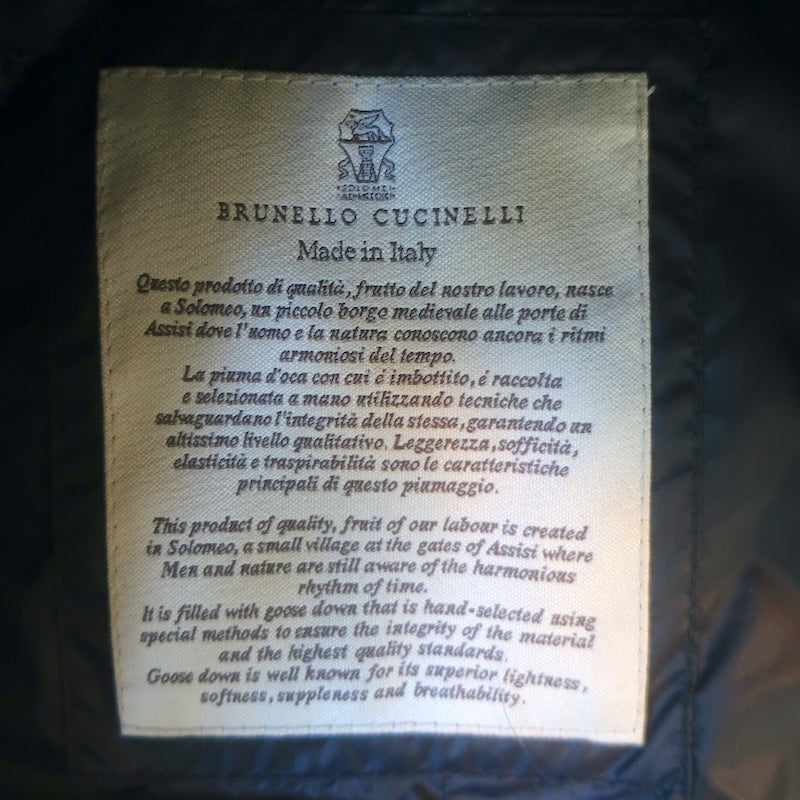 BRUNELLO CUCINELLI
Made in Italy
Questo prodotto di qualità, frutto del nostro lavoro, nasce
a Solomeo, un piccolo borgo medievale alle porte di
Assisi dove l'uomo e la natura conoscono ancora i ritmi
armoniosi del tempo.
La piuma d'oca con cui é imbottito, é raccolta
e selezionata a mano utilizzando tecniche che
salvaguardano l'integrità della stessa, garantendo un
altissimo livello qualitativo. Leggerezza, sofficità,
elasticità e traspirabilità sono le caratteristiche
principali di questo piumaggio.
This product of quality, fruit of our labour is created
in Solomeo, a small village at the gates of Assisi where
Men and nature are still aware of the harmonious
rhythm of time.
It is filled with goose down that is hand-selected using
special methods to ensure the integrity of the material
and the highest quality standards.
Goose down is well known for its superior lightness,
softness, suppleness and breathability.